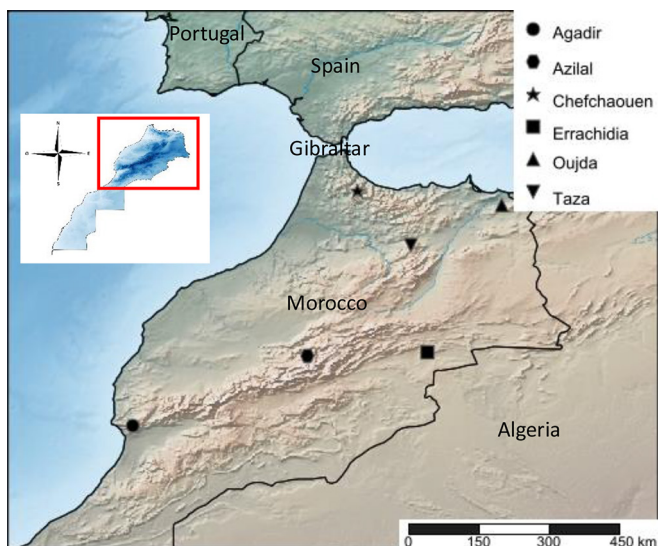 Portugal
Spain
Gibraltar
Morocco
Algeria
Agadir
Azilal
Chefchaouen
Errachidia
Oujda
Taza
N
O
E
S
0 150 300 450 km